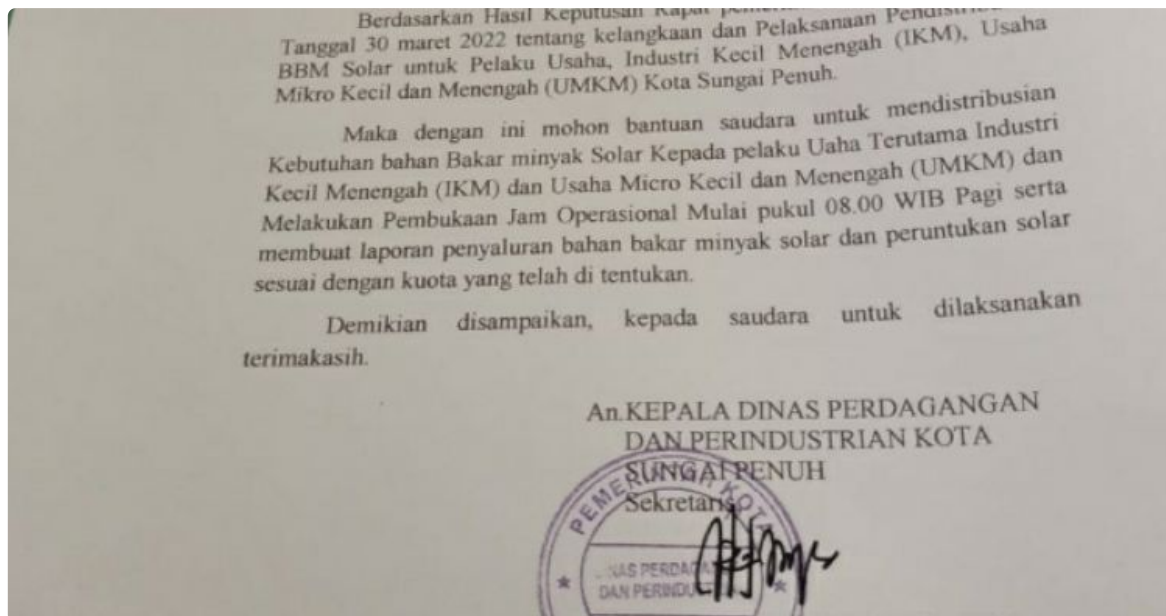 Berdasarkan Hasil Keputusan Rapat
Tanggal 30 maret 2022 tentang kelangkaan dan Pelaksanaan
BBM Solar untuk Pelaku Usaha, Industri Kecil Menengah (IKM), Usaha
Mikro Kecil dan Menengah (UMKM) Kota Sungai Penuh.
Maka dengan ini mohon bantuan saudara untuk mendistribusian
Kebutuhan bahan Bakar minyak Solar Kepada pelaku Uaha Terutama Industri
Kecil Menengah (IKM) dan Usaha Micro Kecil dan Menengah (UMKM) dan
Melakukan Pembukaan Jam Operasional Mulai pukul 08.00 WIB Pagi serta
membuat laporan penyaluran bahan bakar minyak solar dan peruntukan solar
sesuai dengan kuota yang telah di tentukan.
Demikian disampaikan, kepada saudara untuk dilaksanakan
terimakasih.
An.KEPALA DINAS PERDAGANGAN
DAN PERINDUSTRIAN KOTA
SUNGAI PENUH
Sekretaris
PEMERINTAH KOTA
DAN